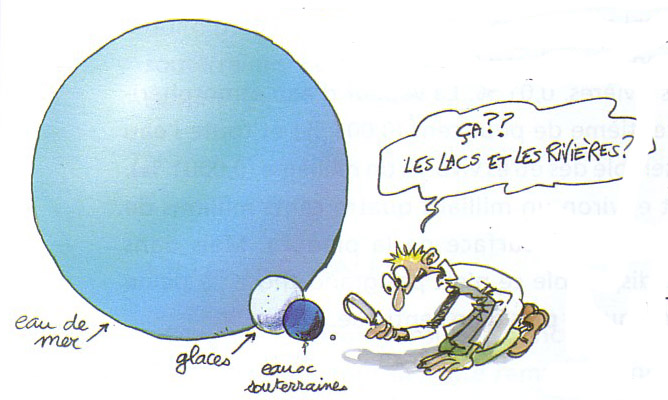 ÇA??
LES LACS ET LES RIVIÈRES?
eau de
mer
glaces
eaux
souterraines